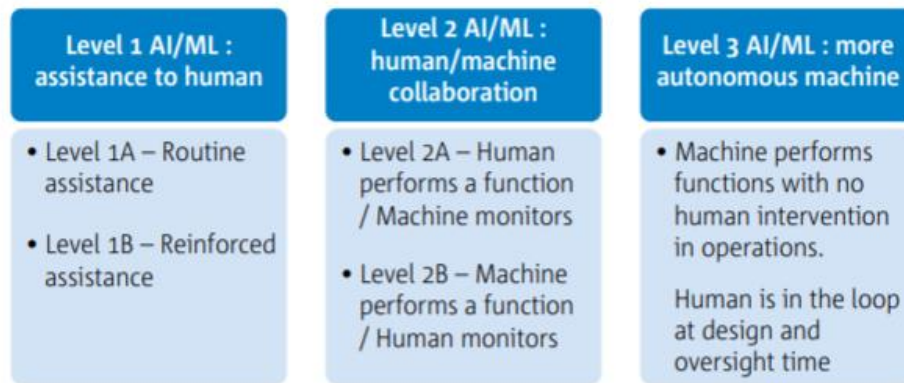 Level 1 AI/ML :
assistance to human
• Level 1A – Routine
assistance
• Level 1B – Reinforced
assistance
Level 2 AI/ML :
human/machine
collaboration
• Level 2A – Human
performs a function
/ Machine monitors
• Level 2B – Machine
performs a function
/ Human monitors
Level 3 AI/ML : more
autonomous machine
• Machine performs
functions with no
human intervention
in operations.
Human is in the loop
at design and
oversight time